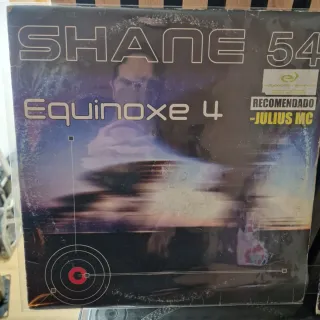 SHANE 54
Equinoxe 4
RECOMENDADO
-JULIUS MC